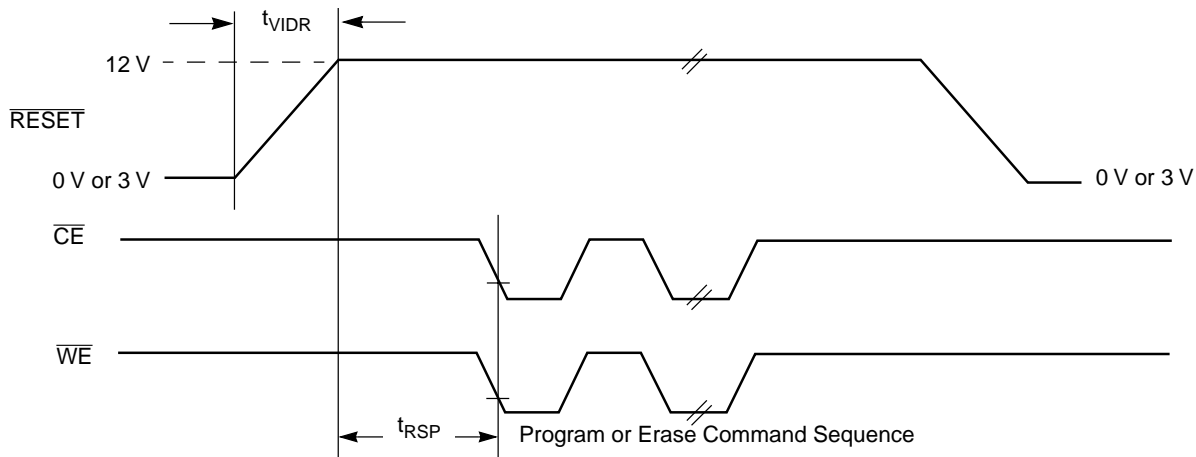 tVIDR
12 V
RESET
0 V or 3 V
0 V or 3 V
CE
WE
tRSP
Program or Erase Command Sequence